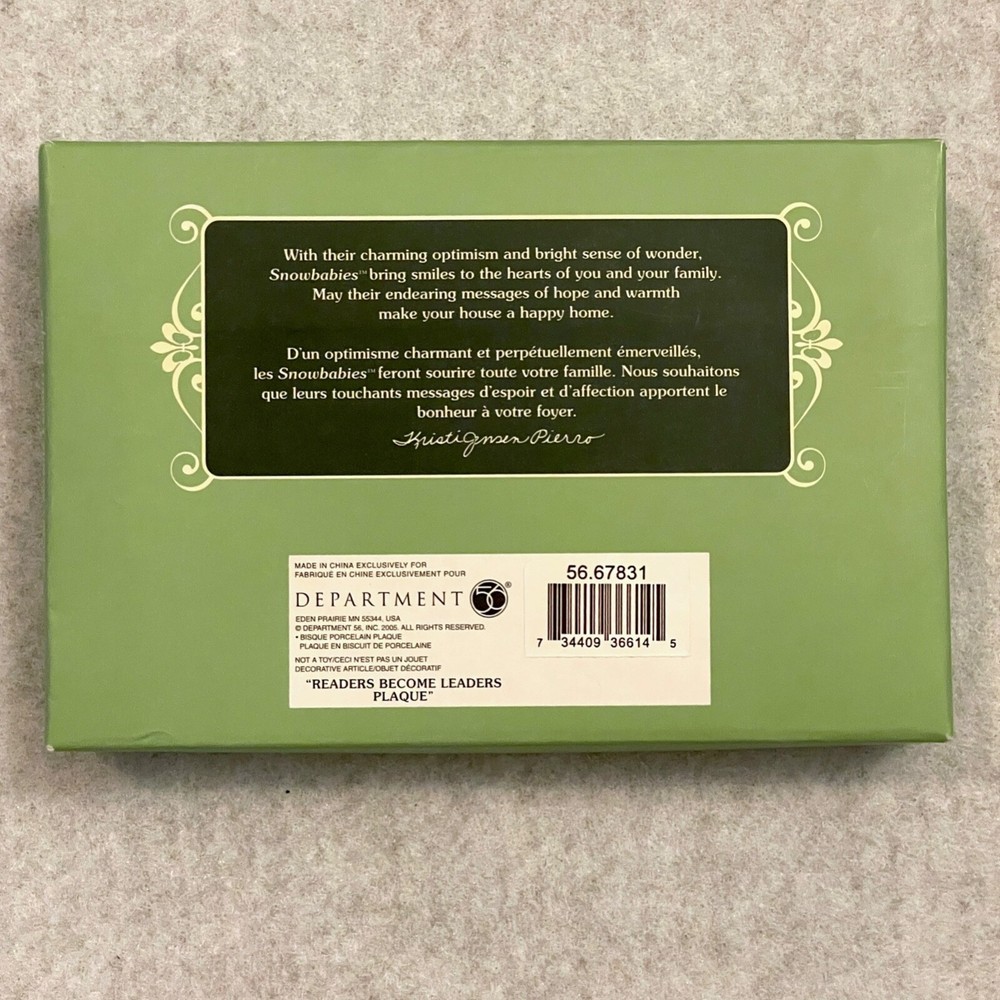 With their charming optimism and bright sense of wonder,
Snowbabies™ bring smiles to the hearts of you and your family.
May their endearing messages of hope and warmth
make your house a happy home.
D'un optimisme charmant et perpétuellement émerveillés,
les Snowbabies™ feront sourire toute votre famille. Nous souhaitons
que leurs touchants messages d'espoir et d'affection apportent le
bonheur à votre foyer.
Kristi Jensen Pierro
MADE IN CHINA EXCLUSIVELY FOR
FABRIQUÉ EN CHINE EXCLUSIVEMENT POUR
DEPARTMENT 56®
EDEN PRAIRIE MN 55344, USA
© DEPARTMENT 56, INC. 2005. ALL RIGHTS RESERVED.
• BISQUE PORCELAIN PLAQUE
PLAQUE EN BISCUIT DE PORCELAINE
NOT A TOY/CECI N'EST PAS UN JOUET
DECORATIVE ARTICLE/OBJET DÉCORATIF
"READERS BECOME LEADERS
PLAQUE"
56.67831
7 34409 36614 5